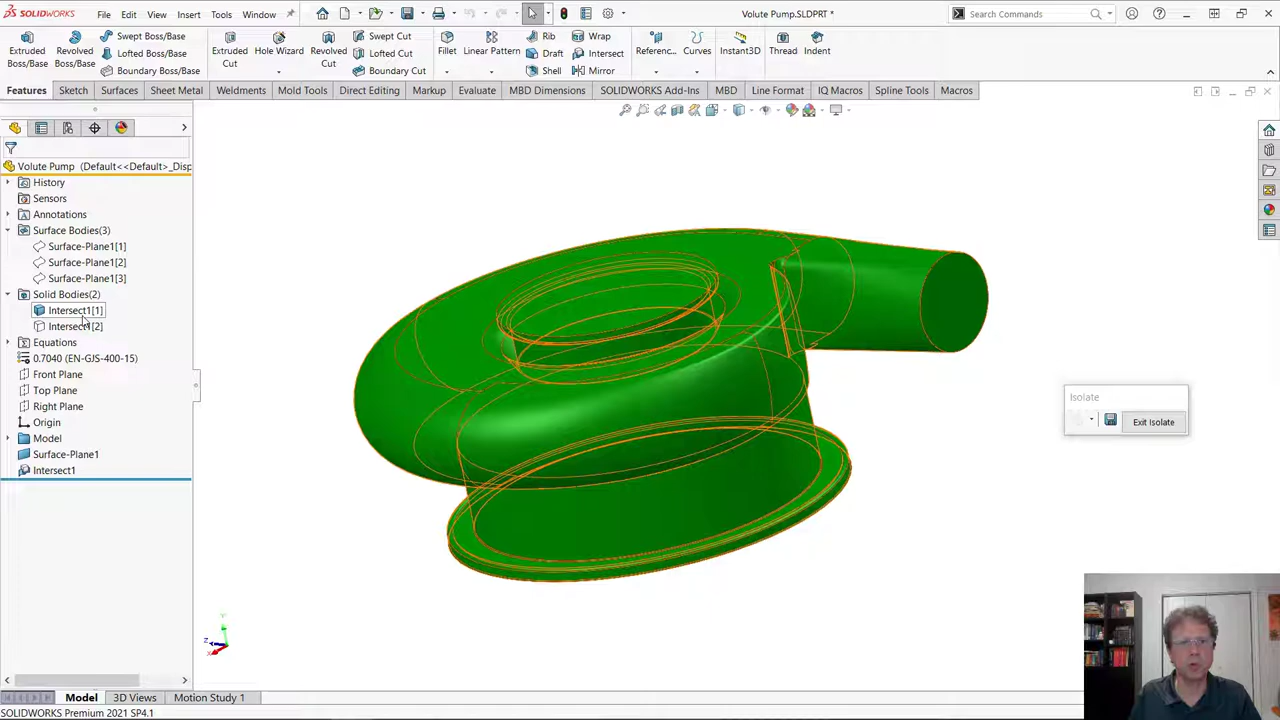 SOLIDWORKS File Edit View Insert Tools Window Volute Pump.SLDPRT * Search Commands
Extruded Boss/Base
Revolved Boss/Base
Swept Boss/Base
Lofted Boss/Base
Boundary Boss/Base
Extruded Cut
Hole Wizard
Revolved Cut
Swept Cut
Lofted Cut
Boundary Cut
Fillet
Linear Pattern
Rib
Draft
Shell
Wrap
Intersect
Mirror
Referenc...
Curves
Instant3D
Thread
Indent
Features Sketch Surfaces Sheet Metal Weldments Mold Tools Direct Editing Markup Evaluate MBD Dimensions SOLIDWORKS Add-Ins MBD Line Format IQ Macros Spline Tools Macros
Volute Pump (Default<<Default>_Disp
History
Sensors
Annotations
Surface Bodies(3)
Surface-Plane1[1]
Surface-Plane1[2]
Surface-Plane1[3]
Solid Bodies(2)
Intersect1[1]
Intersect1[2]
Equations
0.7040 (EN-GJS-400-15)
Front Plane
Top Plane
Right Plane
Origin
Model
Surface-Plane1
Intersect1
Isolate
Exit Isolate
Y
Z
X
Model 3D Views Motion Study 1
SOLIDWORKS Premium 2021 SP4.1